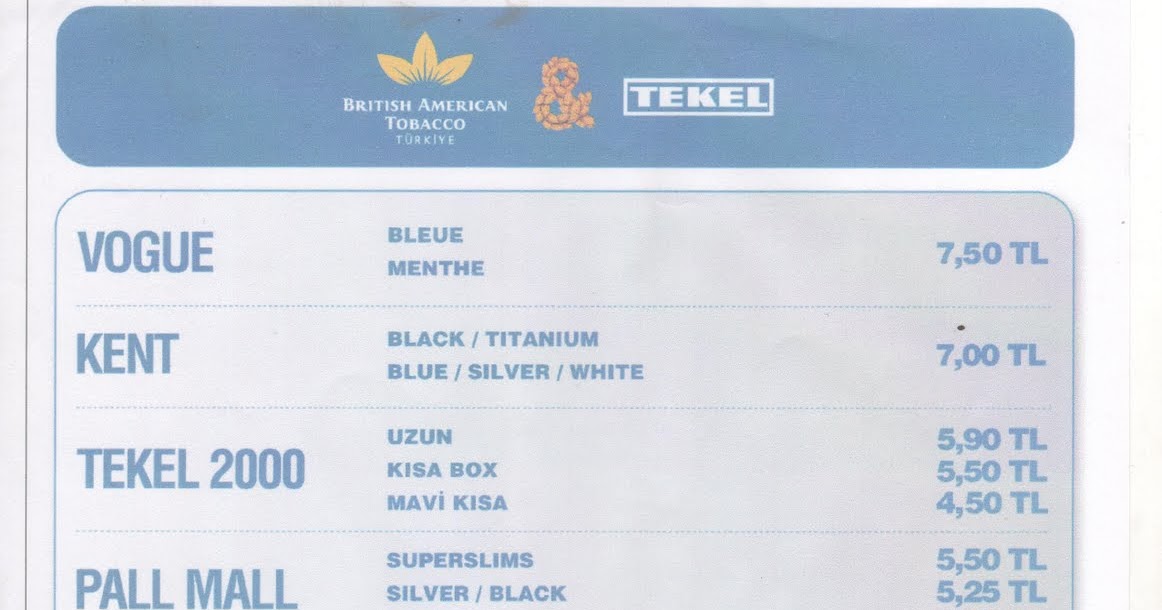 BRITISH AMERICAN
TOBACCO
TÜRKİYE
&
TEKEL
VOGUE
BLEUE
MENTHE
7,50 TL
KENT
BLACK / TITANIUM
BLUE / SILVER / WHITE
7,00 TL
TEKEL 2000
UZUN 5,90 TL
KISA BOX 5,50 TL
MAVİ KISA 4,50 TL
PALL MALL
SUPERSLIMS 5,50 TL
SILVER / BLACK 5,25 TL